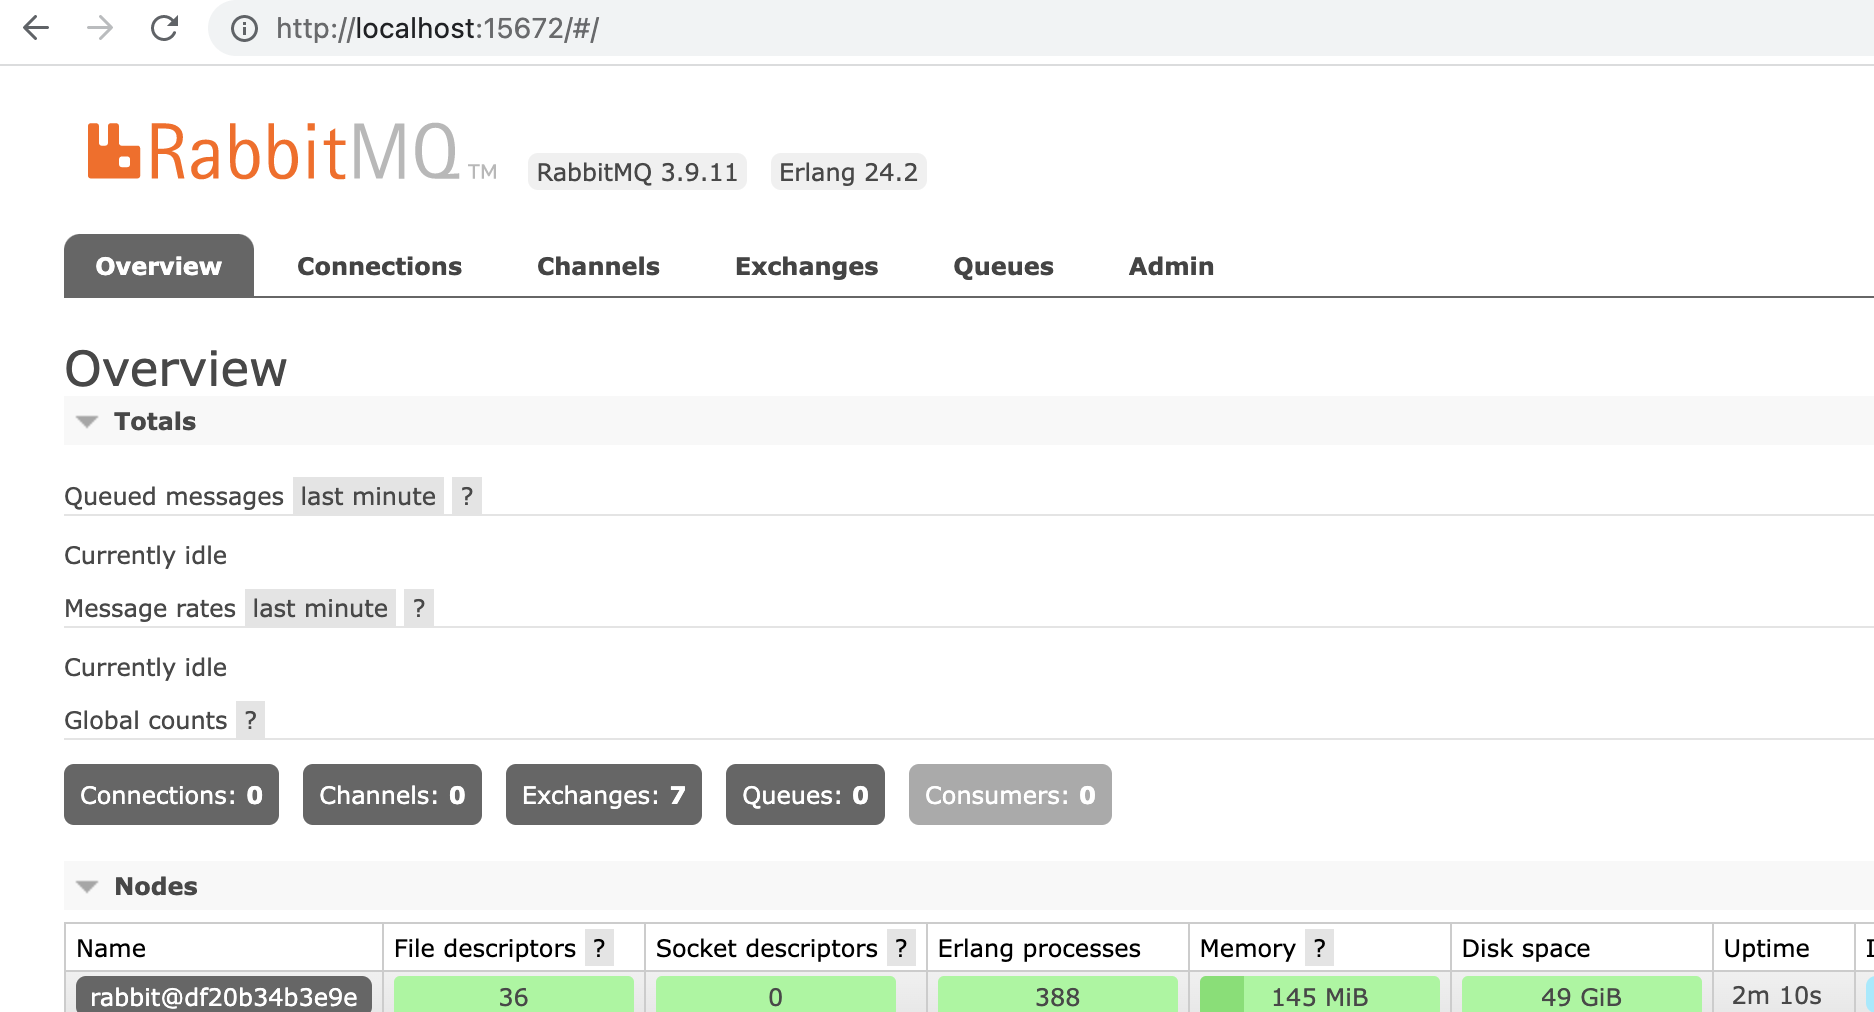 http://localhost:15672/#/
RabbitMQ TM RabbitMQ 3.9.11 Erlang 24.2
Overview Connections Channels Exchanges Queues Admin
Overview
Totals
Queued messages last minute ?
Currently idle
Message rates last minute ?
Currently idle
Global counts ?
Connections: 0 Channels: 0 Exchanges: 7 Queues: 0 Consumers: 0
Nodes
Name File descriptors ? Socket descriptors ? Erlang processes Memory ? Disk space Uptime
rabbit@df20b34b3e9e 36 0 388 145 MiB 49 GiB 2m 10s